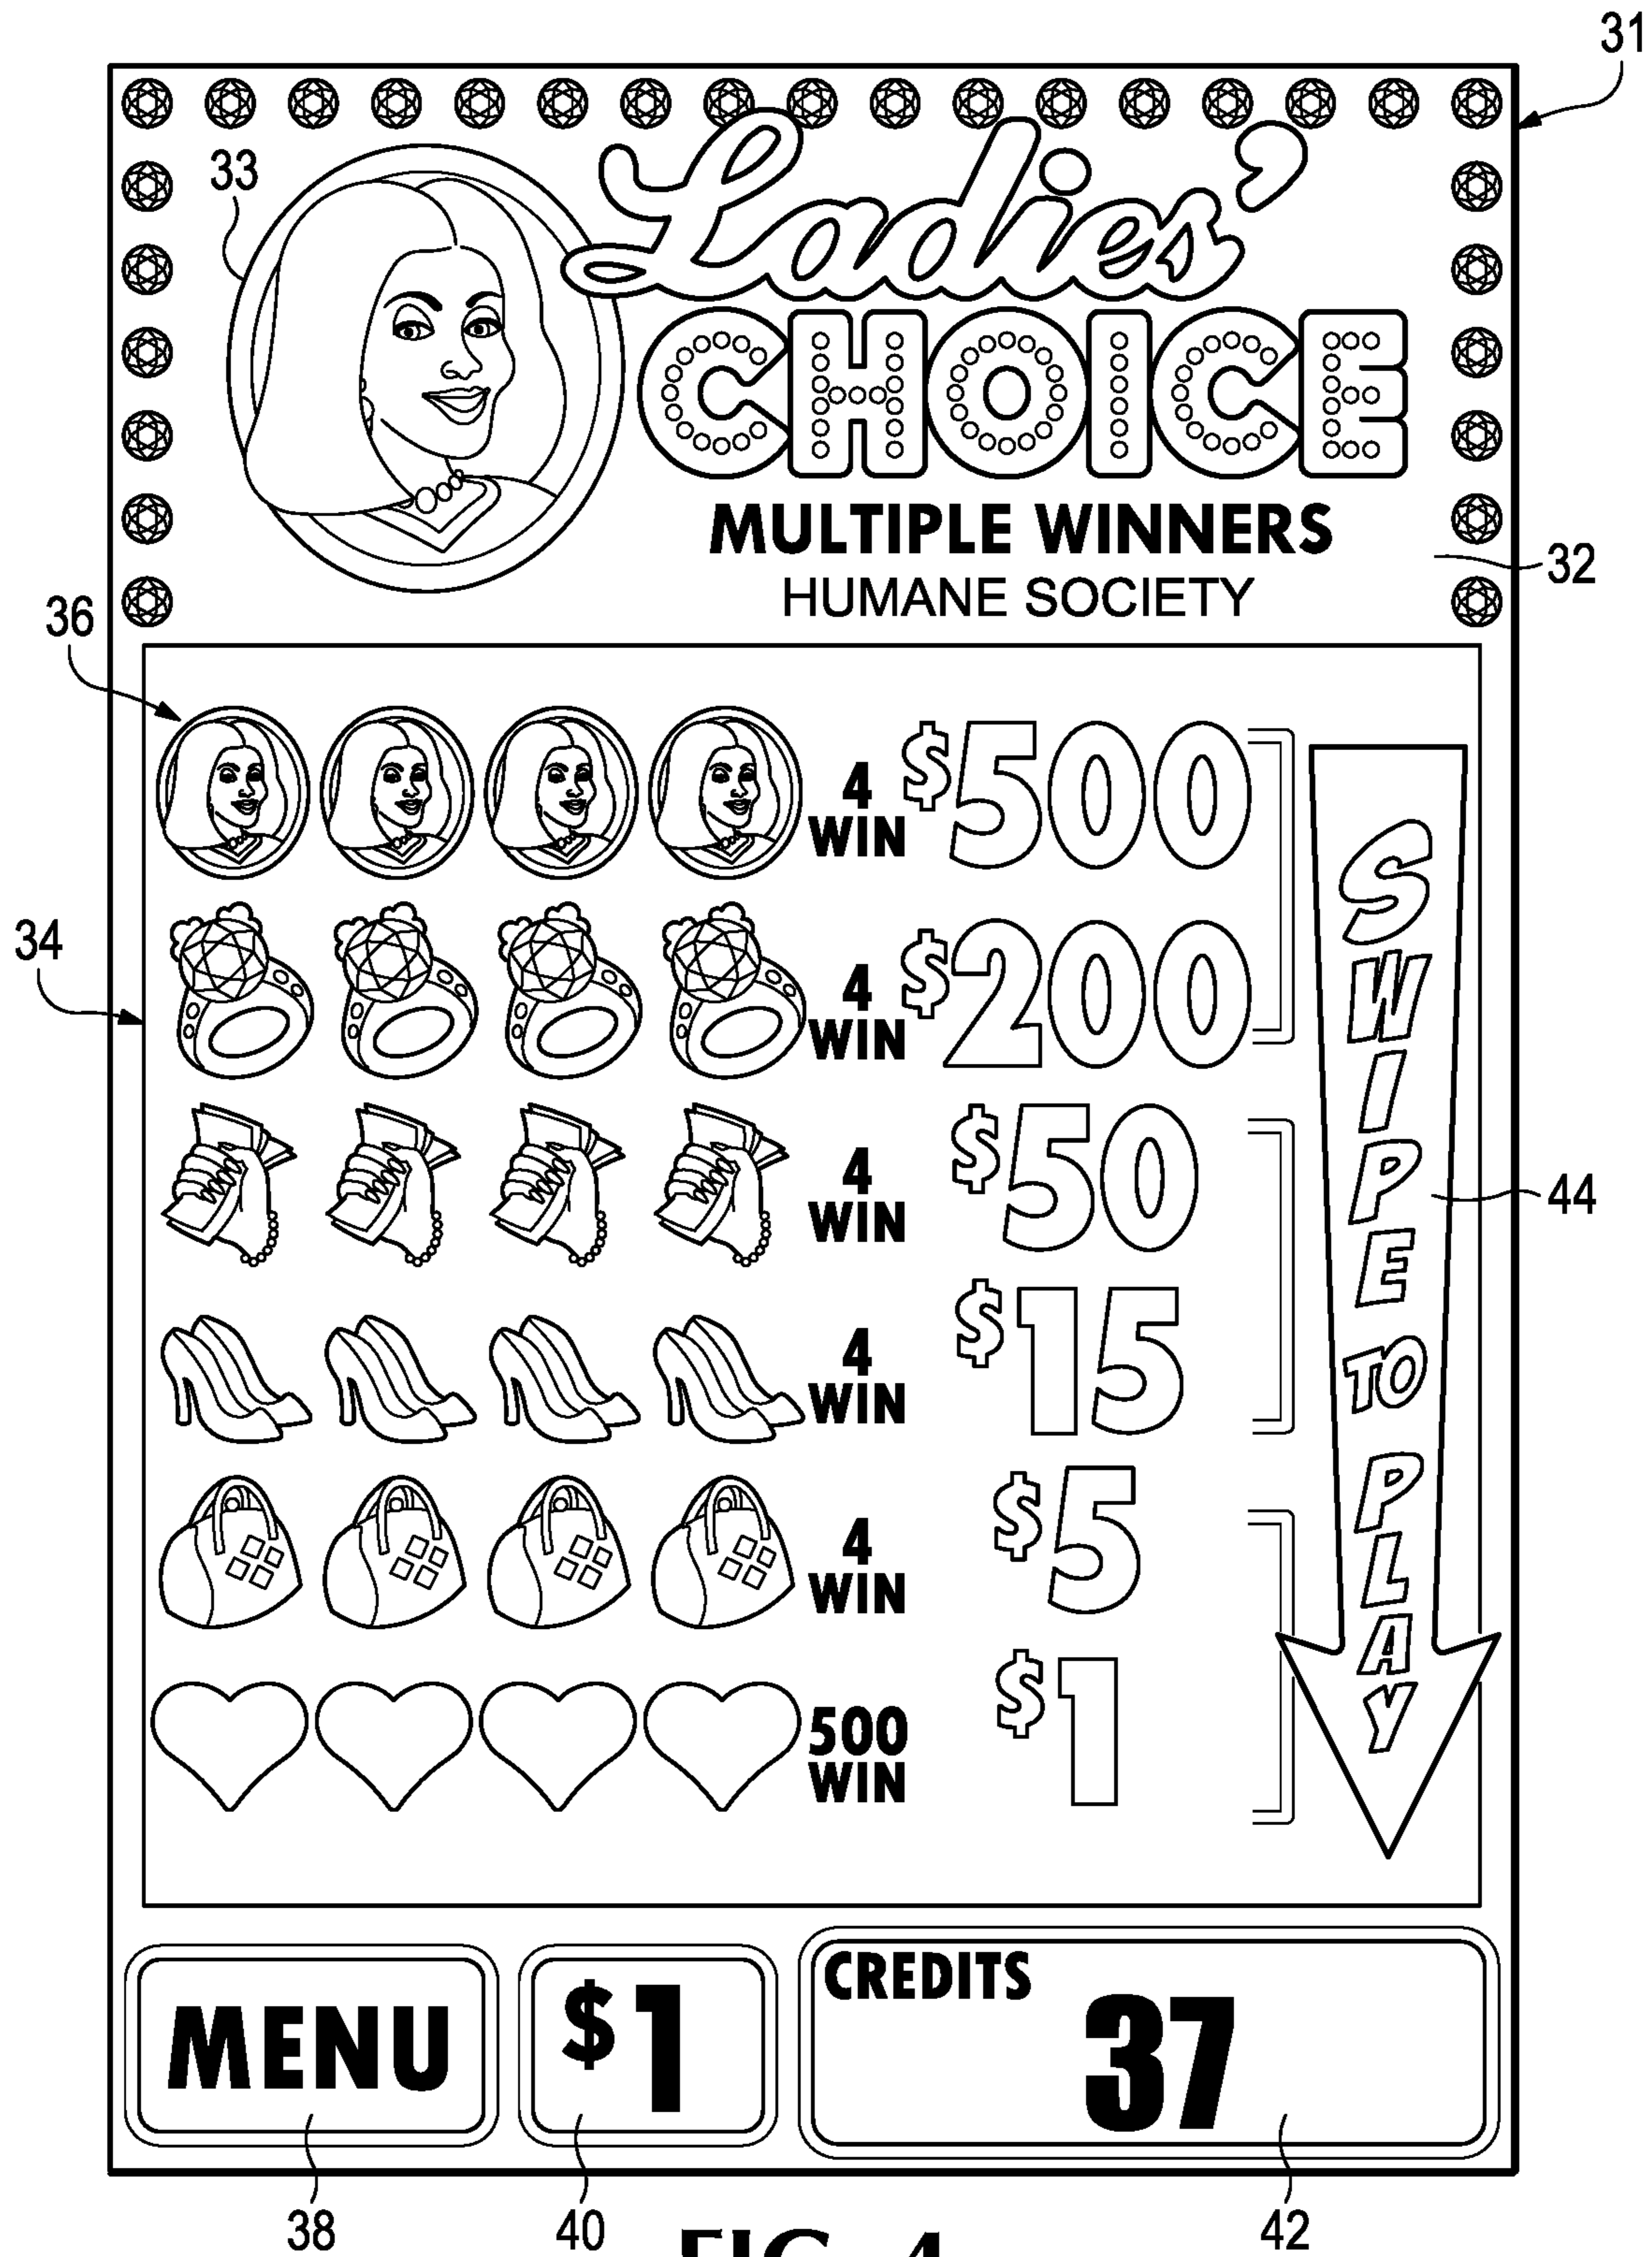 31
33
Ladies'
CHOICE
MULTIPLE WINNERS
32
HUMANE SOCIETY
36
4 WIN $500
34
4 WIN $200
4 WIN $50
44
4 WIN $15
4 WIN $5
500 WIN $1
SWIPE TO PLAY
MENU
$1
CREDITS
37
38
40
42
FIG. 4